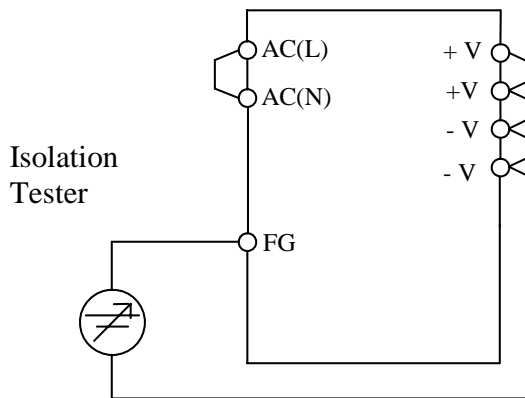 AC(L)
AC(N)
+ V
+V
- V
- V
Isolation
Tester
FG